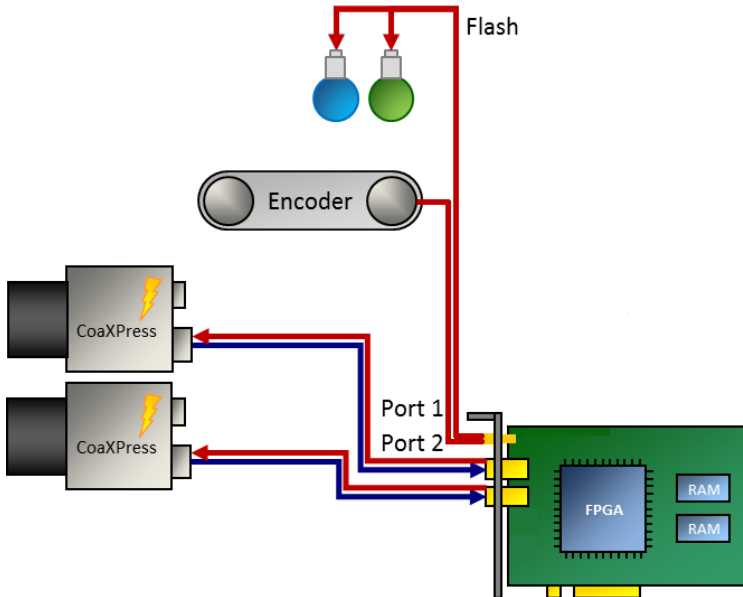 Flash
Encoder
CoaXPress
Port 1
CoaXPress
Port 2
FPGA
RAM
RAM